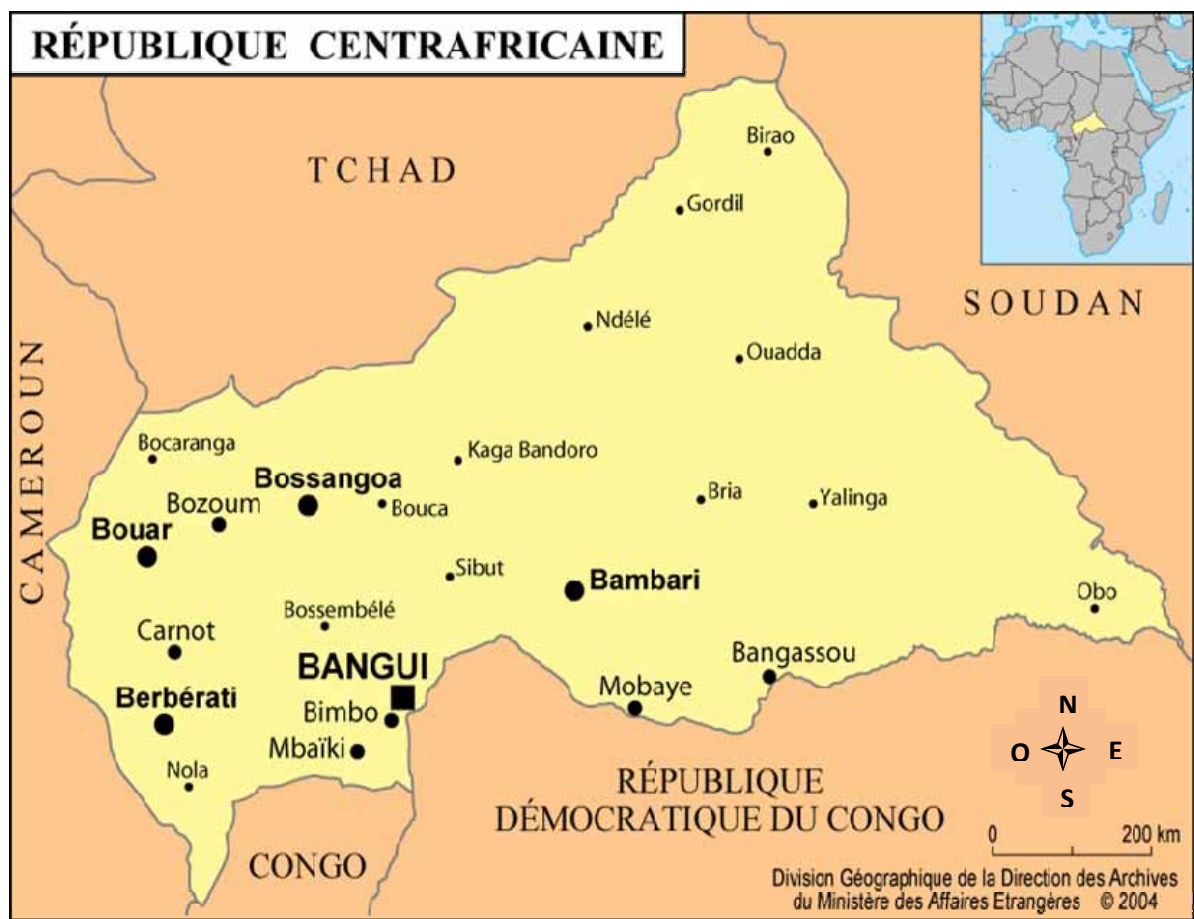 RÉPUBLIQUE CENTRAFRICAINE
TCHAD
Birao
Gordil
SOUDAN
Ndélé
Ouadda
CAMEROUN
Bocaranga
Kaga Bandoro
Bossangoa
Bozoum
Bouca
Bria
Yalinga
Bouar
Sibut
Bambari
Obo
Bossembélé
Carnot
BANGUI
Bangassou
Berbérati
Bimbo
Mobaye
Mbaïki
Nola
N
O E
S
RÉPUBLIQUE
DÉMOCRATIQUE DU CONGO
CONGO
0 200 km
Division Géographique de la Direction des Archives
du Ministère des Affaires Etrangères © 2004